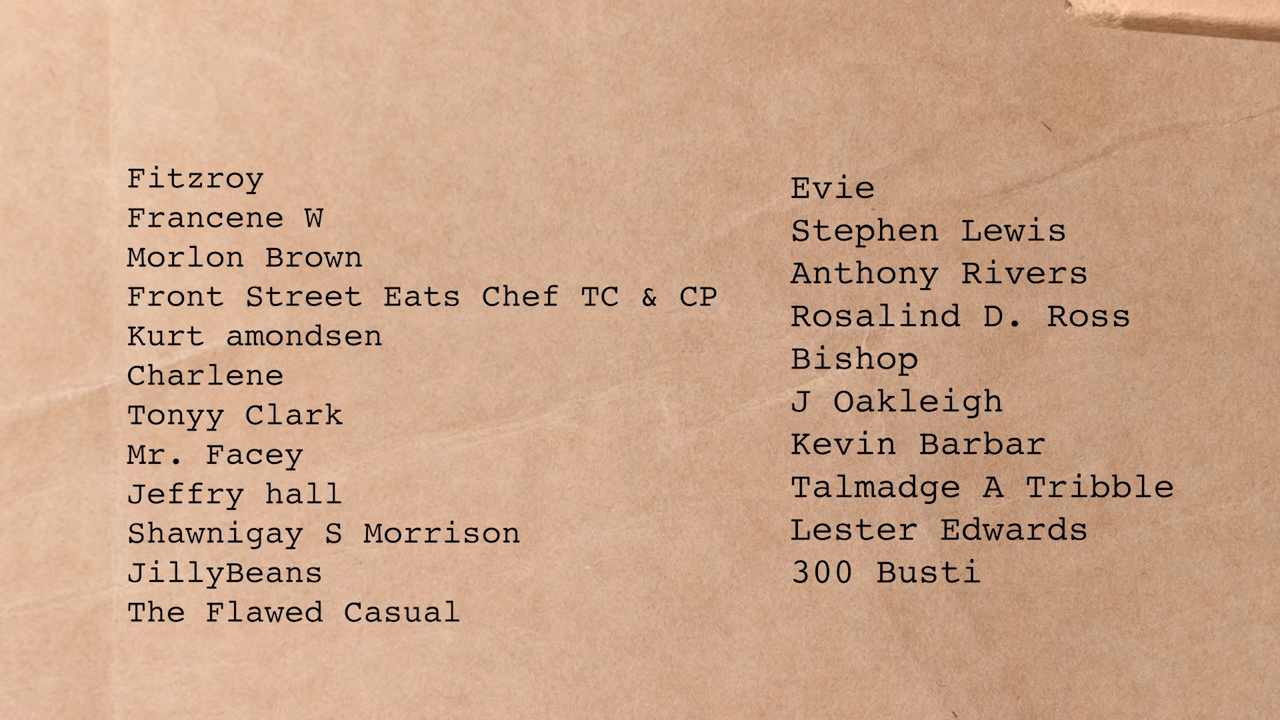 Fitzroy
Francene W
Morlon Brown
Front Street Eats Chef TC & CP
Kurt amondsen
Charlene
Tonyy Clark
Mr. Facey
Jeffry hall
Shawnigay S Morrison
JillyBeans
The Flawed Casual
Evie
Stephen Lewis
Anthony Rivers
Rosalind D. Ross
Bishop
J Oakleigh
Kevin Barbar
Talmadge A Tribble
Lester Edwards
300 Busti